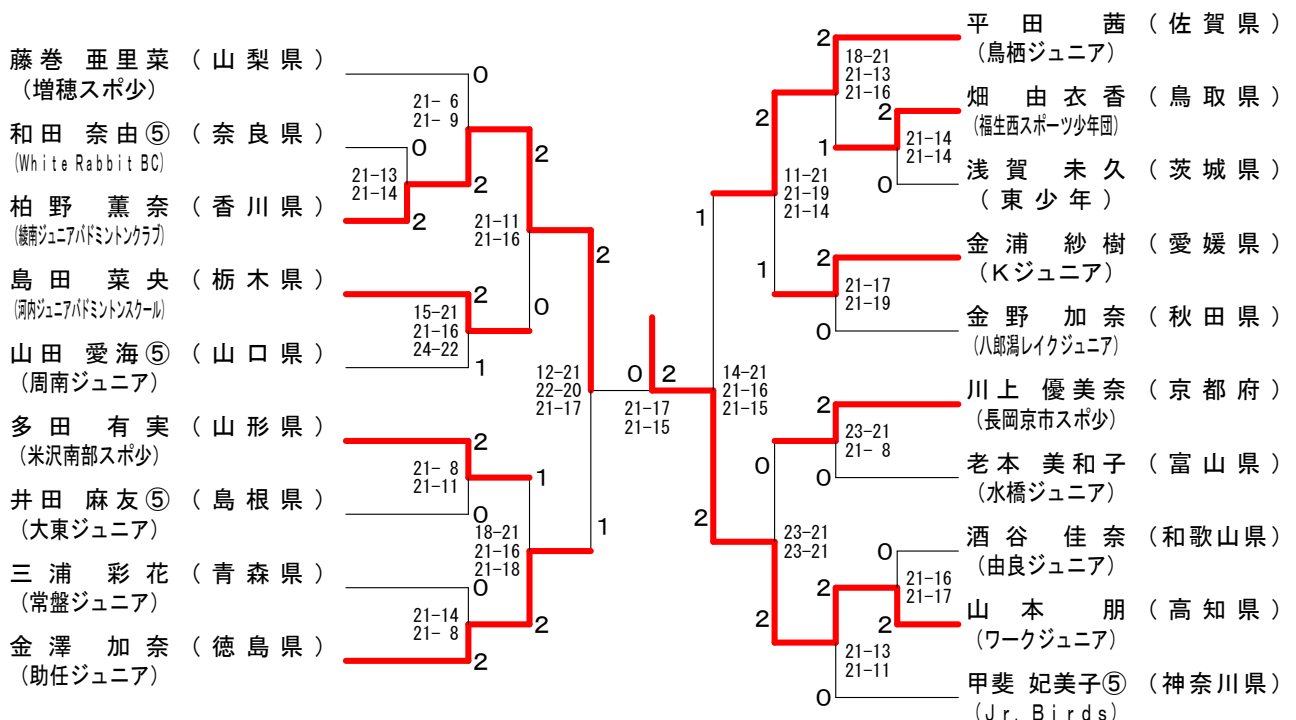 藤巻 亜里菜 (山梨県)
(増穂スポ少)
和田 奈由⑤ (奈良県)
(White Rabbit BC)
柏野 薫奈 (香川県)
(綾南ジュニアバドミントンクラブ)
島田 菜央 (栃木県)
(河内ジュニアバドミントンスクール)
山田 愛海⑤ (山口県)
(周南ジュニア)
多田 有実 (山形県)
(米沢南部スポ少)
井田 麻友⑤ (島根県)
(大東ジュニア)
三浦 彩花 (青森県)
(常盤ジュニア)
金澤 加奈 (徳島県)
(助任ジュニア)
0
21- 6
21- 9
2
0
21-13
21-14
2
2
21-11
21-16
0
2
15-21
21-16
24-22
1
2
12-21
22-20
21-17
1
2
21- 8
21-11
0
1
18-21
21-16
21-18
2
0
21-14
21- 8
2
0 2
21-17
21-15
1
14-21
21-16
21-15
2
2
11-21
21-19
21-14
1
2
18-21
21-13
21-16
1
2
21-14
21-14
0
2
21-17
21-19
0
0
23-21
23-21
2
2
23-21
21- 8
0
0
21-16
21-17
2
2
21-13
21-11
0
平田 茜 (佐賀県)
(鳥栖ジュニア)
畑 由衣香 (鳥取県)
(福生西スポーツ少年団)
浅賀 未久 (茨城県)
(東少年)
金浦 紗樹 (愛媛県)
(Kジュニア)
金野 加奈 (秋田県)
(八郎潟レイクジュニア)
川上 優美奈 (京都府)
(長岡京市スポ少)
老本 美和子 (富山県)
(水橋ジュニア)
酒谷 佳奈 (和歌山県)
(由良ジュニア)
山本 朋 (高知県)
(ワークジュニア)
甲斐 妃美子⑤ (神奈川県)
(Jr. Birds)